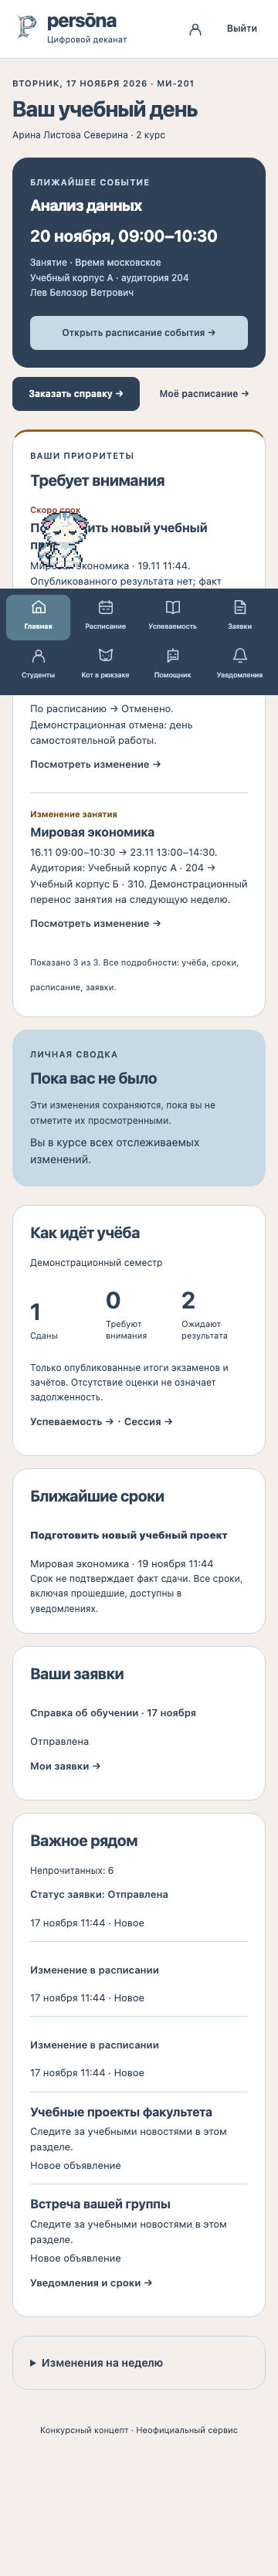 persōna
Цифровой деканат
Выйти
ВТОРНИК, 17 НОЯБРЯ 2026 · МИ-201
Ваш учебный день
Арина Листова Северина · 2 курс
БЛИЖАЙШЕЕ СОБЫТИЕ
Анализ данных
20 ноября, 09:00–10:30
Занятие · Время московское
Учебный корпус А · аудитория 204
Лев Белозор Ветрович
Открыть расписание события →
Заказать справку →
Моё расписание →
ВАШИ ПРИОРИТЕТЫ
Требует внимания
Скоро срок
новый учебный
экономика · 19.11 11:44.
Опубликованного результата нет; факт
Главная
Расписание
Успеваемость
Заявки
Студенты
Кот в рюкзаке
Помощник
Уведомления
По расписанию → Отменено.
Демонстрационная отмена: день
самостоятельной работы.
Посмотреть изменение →
Изменение занятия
Мировая экономика
16.11 09:00–10:30 → 23.11 13:00–14:30.
Аудитория: Учебный корпус А · 204 →
Учебный корпус Б · 310. Демонстрационный
перенос занятия на следующую неделю.
Посмотреть изменение →
Показано 3 из 3. Все подробности: учёба, сроки,
расписание, заявки.
ЛИЧНАЯ СВОДКА
Пока вас не было
Эти изменения сохраняются, пока вы не
отметите их просмотренными.
Вы в курсе всех отслеживаемых
изменений.
Как идёт учёба
Демонстрационный семестр
1
Сданы
0
Требуют
внимания
2
Ожидают
результата
Только опубликованные итоги экзаменов и
зачётов. Отсутствие оценки не означает
задолженность.
Успеваемость → · Сессия →
Ближайшие сроки
Подготовить новый учебный проект
Мировая экономика · 19 ноября 11:44
Срок не подтверждает факт сдачи. Все сроки,
включая прошедшие, доступны в
уведомлениях.
Ваши заявки
Справка об обучении · 17 ноября
Отправлена
Мои заявки →
Важное рядом
Непрочитанных: 6
Статус заявки: Отправлена
17 ноября 11:44 · Новое
Изменение в расписании
17 ноября 11:44 · Новое
Изменение в расписании
17 ноября 11:44 · Новое
Учебные проекты факультета
Следите за учебными новостями в этом
разделе.
Новое объявление
Встреча вашей группы
Следите за учебными новостями в этом
разделе.
Новое объявление
Уведомления и сроки →
Изменения на неделю
Конкурсный концепт · Неофициальный сервис